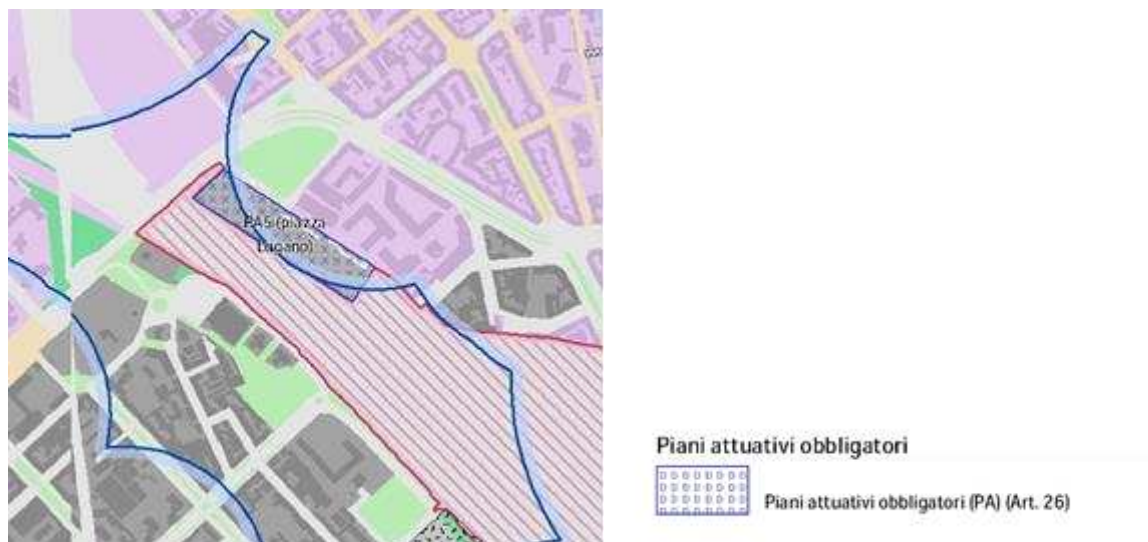 PA5 (piazza
Lugano)
Piani attuativi obbligatori
Piani attuativi obbligatori (PA) (Art. 26)